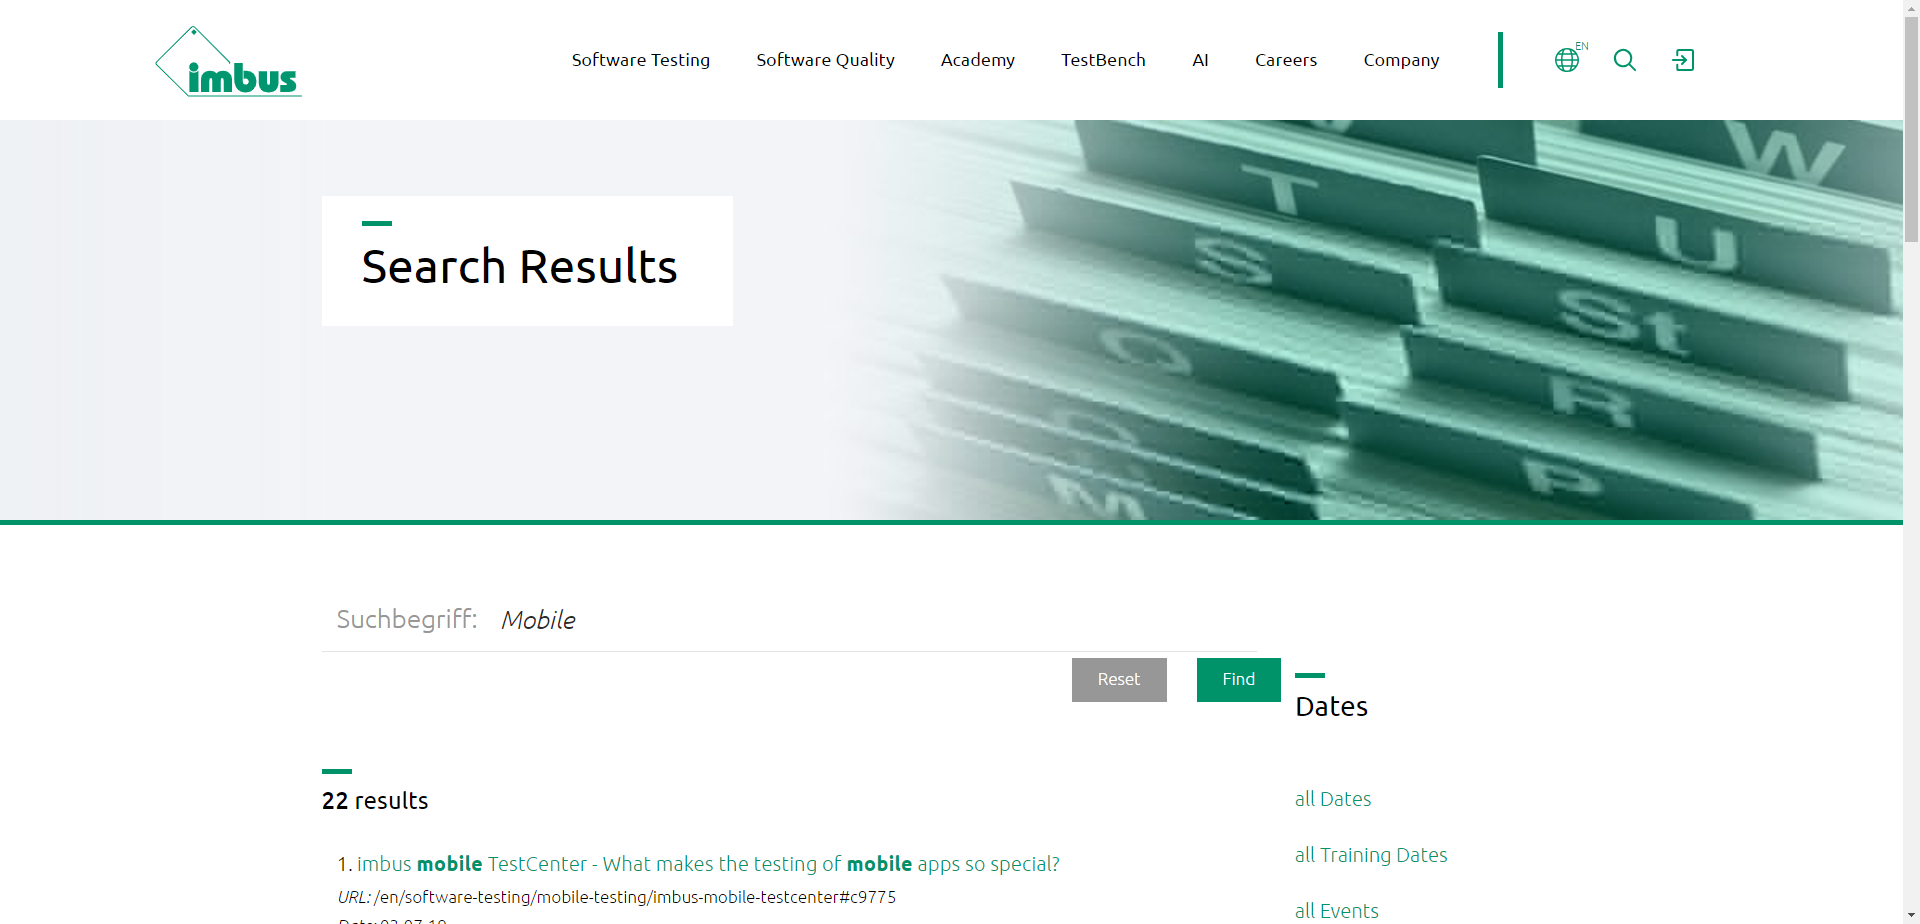 imbus
Software Testing Software Quality Academy TestBench AI Careers Company
EN
W
T
U
S
St
Q
R
O
P
M
Search Results
Suchbegriff: Mobile
Reset Find
Dates
22 results
all Dates
1. imbus mobile TestCenter - What makes the testing of mobile apps so special?
all Training Dates
URL: /en/software-testing/mobile-testing/imbus-mobile-testcenter#c9775
all Events